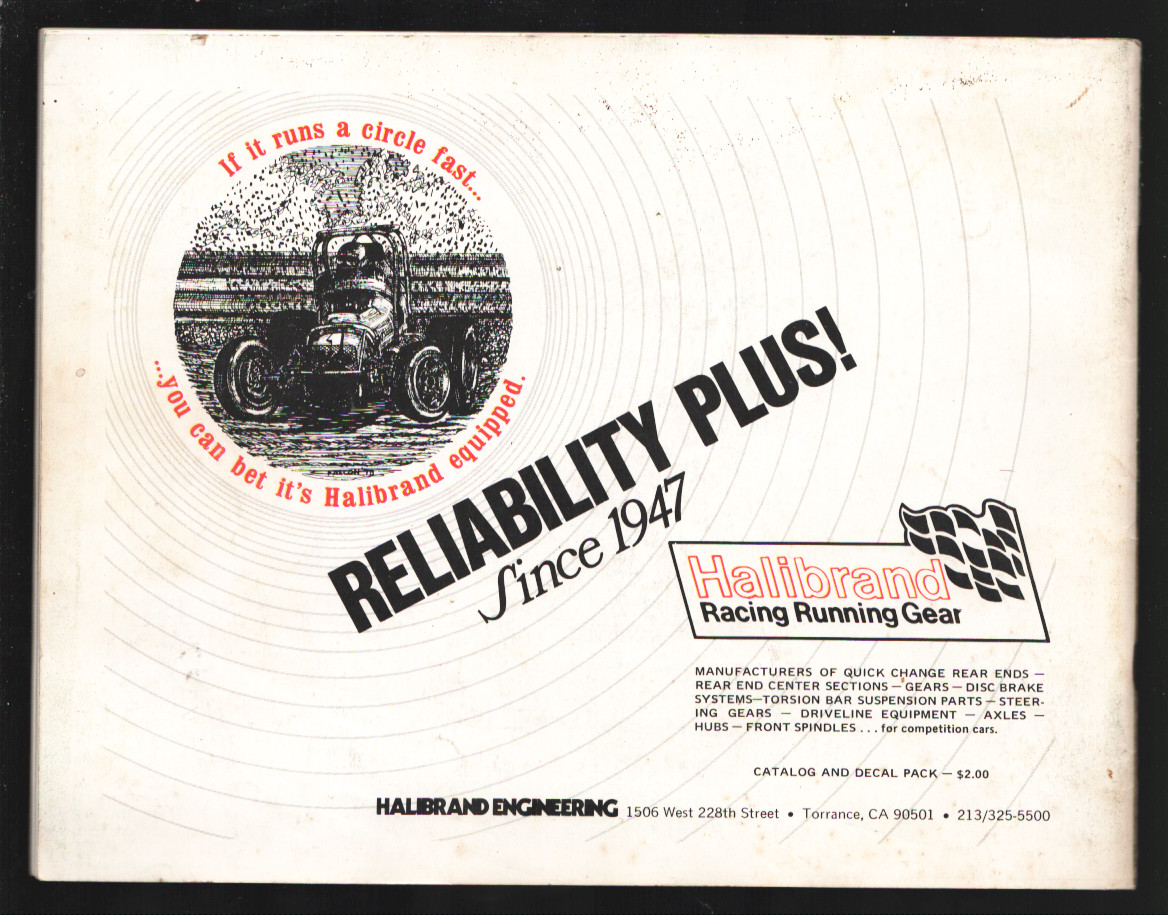 If it runs a circle fast...
...you can bet it's Halibrand equipped.
1
RELIABILITY PLUS!
Since 1947
Halibrand
Racing Running Gear
MANUFACTURERS OF QUICK CHANGE REAR ENDS —
REAR END CENTER SECTIONS — GEARS — DISC BRAKE
SYSTEMS—TORSION BAR SUSPENSION PARTS — STEER-
ING GEARS — DRIVELINE EQUIPMENT — AXLES —
HUBS — FRONT SPINDLES . . . for competition cars.
CATALOG AND DECAL PACK — $2.00
HALIBRAND ENGINEERING 1506 West 228th Street • Torrance, CA 90501 • 213/325-5500